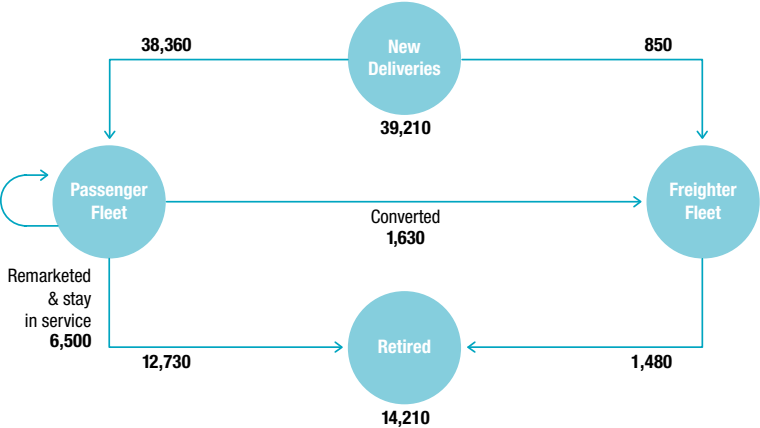 38,360
New
Deliveries
850
39,210
Passenger
Fleet
Freighter
Fleet
Converted
1,630
Remarketed
& stay
in service
6,500
Retired
12,730
1,480
14,210